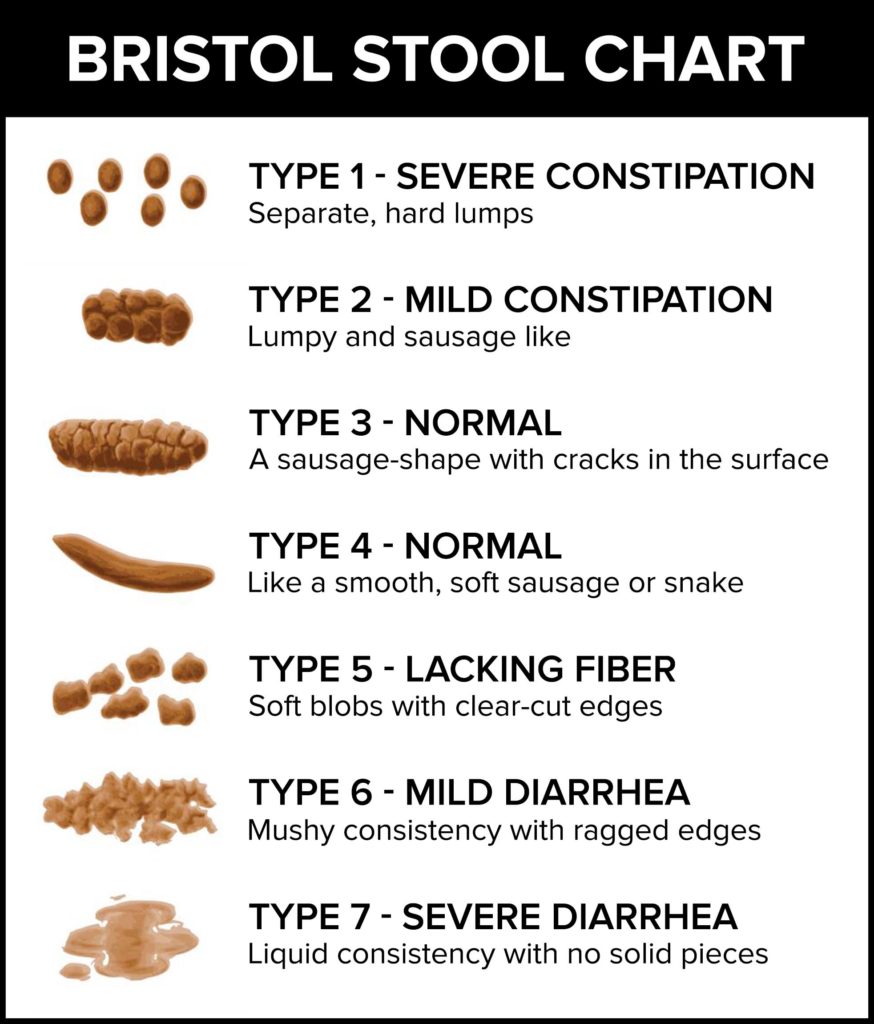 BRISTOL STOOL CHART
TYPE 1 - SEVERE CONSTIPATION
Separate, hard lumps
TYPE 2 - MILD CONSTIPATION
Lumpy and sausage like
TYPE 3 - NORMAL
A sausage-shape with cracks in the surface
TYPE 4 - NORMAL
Like a smooth, soft sausage or snake
TYPE 5 - LACKING FIBER
Soft blobs with clear-cut edges
TYPE 6 - MILD DIARRHEA
Mushy consistency with ragged edges
TYPE 7 - SEVERE DIARRHEA
Liquid consistency with no solid pieces